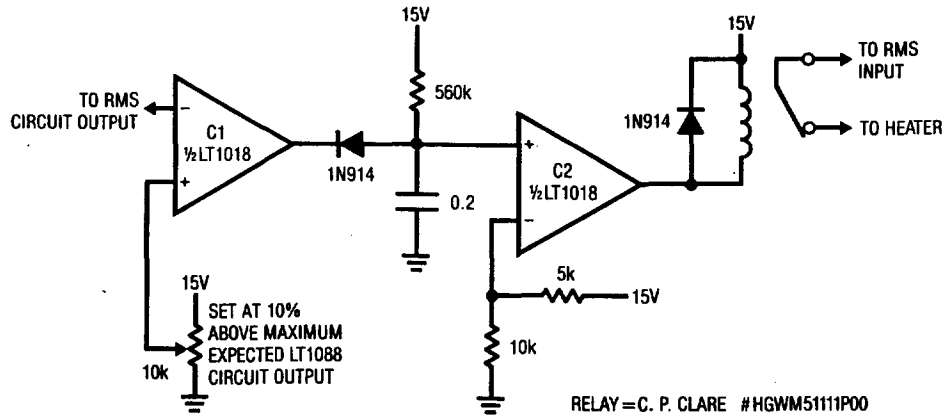 15V
15V
TO RMS
INPUT
TO RMS
CIRCUIT OUTPUT
−
C1
½LT1018
+
560k
1N914
0.2
+
C2
½LT1018
−
1N914
TO HEATER
15V
SET AT 10%
ABOVE MAXIMUM
EXPECTED LT1088
CIRCUIT OUTPUT
10k
5k
15V
10k
RELAY = C. P. CLARE #HGWM51111P00